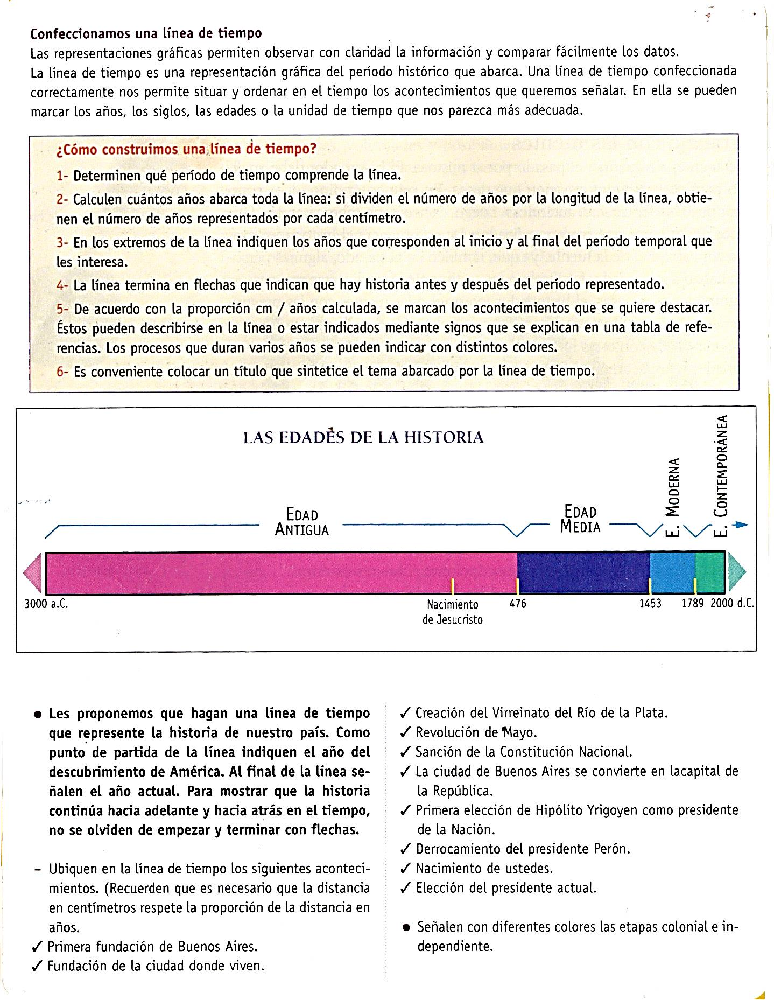 Confeccionamos una línea de tiempo
Las representaciones gráficas permiten observar con claridad la información y comparar fácilmente los datos.
La línea de tiempo es una representación gráfica del período histórico que abarca. Una línea de tiempo confeccionada
correctamente nos permite situar y ordenar en el tiempo los acontecimientos que queremos señalar. En ella se pueden
marcar los años, los siglos, las edades o la unidad de tiempo que nos parezca más adecuada.
¿Cómo construimos una línea de tiempo?
1- Determinen qué período de tiempo comprende la línea.
2- Calculen cuántos años abarca toda la línea: si dividen el número de años por la longitud de la línea, obtie-
nen el número de años representados por cada centímetro.
3- En los extremos de la línea indiquen los años que corresponden al inicio y al final del período temporal que
les interesa.
4- La línea termina en flechas que indican que hay historia antes y después del período representado.
5- De acuerdo con la proporción cm / años calculada, se marcan los acontecimientos que se quiere destacar.
Éstos pueden describirse en la línea o estar indicados mediante signos que se explican en una tabla de refe-
rencias. Los procesos que duran varios años se pueden indicar con distintos colores.
6- Es conveniente colocar un título que sintetice el tema abarcado por la línea de tiempo.
LAS EDADES DE LA HISTORIA
EDAD
ANTIGUA
EDAD
MEDIA
E. MODERNA
E. CONTEMPORÁNEA
3000 a.C.
Nacimiento
de Jesucristo
476
1453
1789
2000 d.C.
● Les proponemos que hagan una línea de tiempo
que represente la historia de nuestro país. Como
punto de partida de la línea indiquen el año del
descubrimiento de América. Al final de la línea se-
ñalen el año actual. Para mostrar que la historia
continúa hacia adelante y hacia atrás en el tiempo,
no se olviden de empezar y terminar con flechas.
– Ubiquen en la línea de tiempo los siguientes aconteci-
mientos. (Recuerden que es necesario que la distancia
en centímetros respete la proporción de la distancia en
años.
✓ Primera fundación de Buenos Aires.
✓ Fundación de la ciudad donde viven.
✓ Creación del Virreinato del Río de la Plata.
✓ Revolución de Mayo.
✓ Sanción de la Constitución Nacional.
✓ La ciudad de Buenos Aires se convierte en lacapital de
la República.
✓ Primera elección de Hipólito Yrigoyen como presidente
de la Nación.
✓ Derrocamiento del presidente Perón.
✓ Nacimiento de ustedes.
✓ Elección del presidente actual.
● Señalen con diferentes colores las etapas colonial e in-
dependiente.